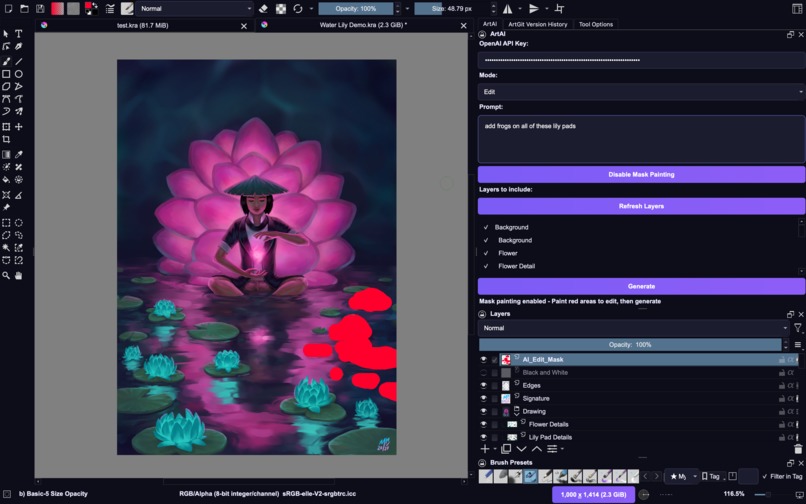 Normal
Opacity: 100%
Size: 48.79 px
test.kra (81.7 MiB)
Water Lily Demo.kra (2.3 GiB) *
ArtAI
ArtGit Version History
Tool Options
ArtAI
OpenAI API Key:
Mode:
Edit
Prompt:
add frogs on all of these lily pads
Disable Mask Painting
Layers to include:
Refresh Layers
Background
Background
Flower
Flower Detail
Generate
Mask painting enabled - Paint red areas to edit, then generate
Layers
Normal
Opacity: 100%
AI_Edit_Mask
Black and White
Edges
Signature
Drawing
Flower Details
Lily Pad Details
Brush Presets
Tag
Filter in Tag
b) Basic-5 Size Opacity
RGB/Alpha (8-bit integer/channel) sRGB-elle-V2-srgbtrc.icc
1,000 x 1,414 (2.3 GiB)
116.5%